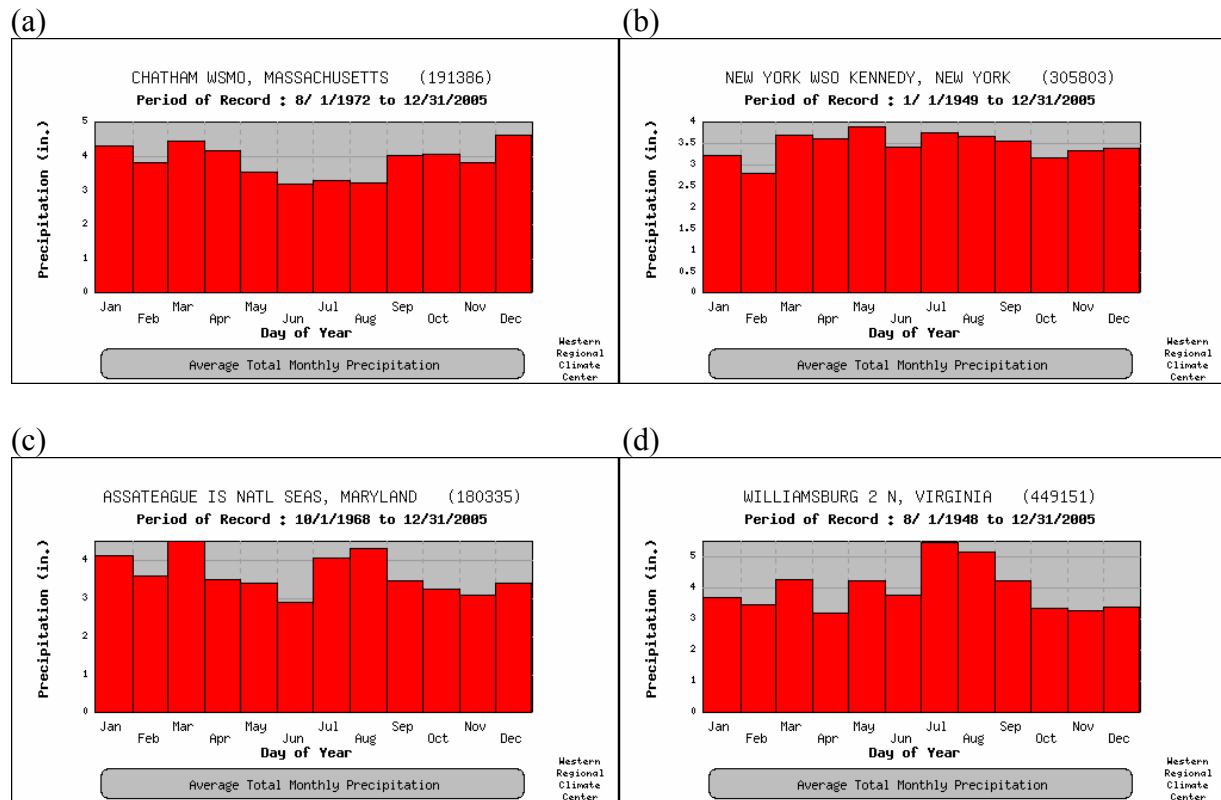 (a)
CHATHAM WSMO, MASSACHUSETTS (191386)
Period of Record : 8/ 1/1972 to 12/31/2005
Precipitation (in.)
5
4
3
2
1
0
Jan Mar May Jul Sep Nov
Feb Apr Jun Aug Oct Dec
Day of Year
Average Total Monthly Precipitation
Western
Regional
Climate
Center
(b)
NEW YORK WSO KENNEDY, NEW YORK (305803)
Period of Record : 1/ 1/1949 to 12/31/2005
Precipitation (in.)
4
3.5
3
2.5
2
1.5
1
0.5
0
Jan Mar May Jul Sep Nov
Feb Apr Jun Aug Oct Dec
Day of Year
Average Total Monthly Precipitation
Western
Regional
Climate
Center
(c)
ASSATEAGUE IS NATL SEAS, MARYLAND (180335)
Period of Record : 10/1/1968 to 12/31/2005
Precipitation (in.)
4
3
2
1
0
Jan Mar May Jul Sep Nov
Feb Apr Jun Aug Oct Dec
Day of Year
Average Total Monthly Precipitation
Western
Regional
Climate
Center
(d)
WILLIAMSBURG 2 N, VIRGINIA (449151)
Period of Record : 8/ 1/1948 to 12/31/2005
Precipitation (in.)
5
4
3
2
1
0
Jan Mar May Jul Sep Nov
Feb Apr Jun Aug Oct Dec
Day of Year
Average Total Monthly Precipitation
Western
Regional
Climate
Center